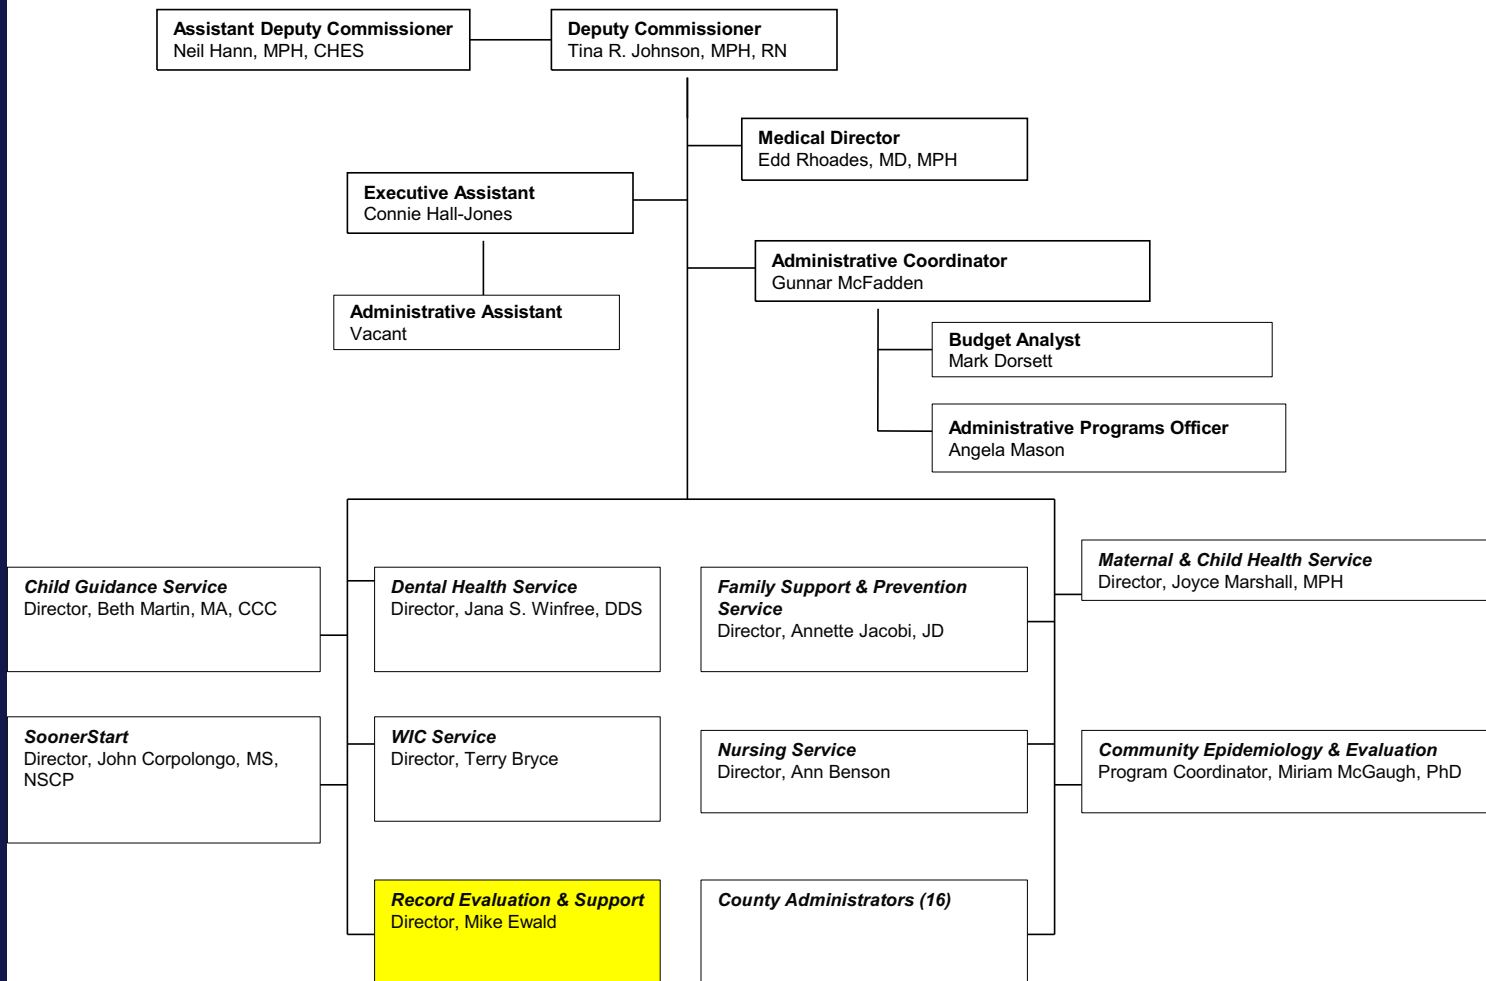 Assistant Deputy Commissioner
Neil Hann, MPH, CHES
Deputy Commissioner
Tina R. Johnson, MPH, RN
Medical Director
Edd Rhoades, MD, MPH
Executive Assistant
Connie Hall-Jones
Administrative Coordinator
Gunnar McFadden
Administrative Assistant
Vacant
Budget Analyst
Mark Dorsett
Administrative Programs Officer
Angela Mason
Child Guidance Service
Director, Beth Martin, MA, CCC
Dental Health Service
Director, Jana S. Winfree, DDS
Family Support & Prevention
Service
Director, Annette Jacobi, JD
Maternal & Child Health Service
Director, Joyce Marshall, MPH
SoonerStart
Director, John Corpolongo, MS,
NSCP
WIC Service
Director, Terry Bryce
Nursing Service
Director, Ann Benson
Community Epidemiology & Evaluation
Program Coordinator, Miriam McGaugh, PhD
Record Evaluation & Support
Director, Mike Ewald
County Administrators (16)